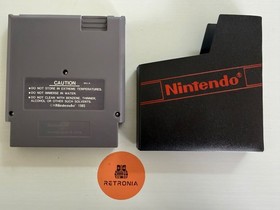 CAUTION
●DO NOT STORE IN EXTREME TEMPERATURES.
●DO NOT IMMERSE IN WATER.
●DO NOT CLEAN WITH BENZENE, THINNER,
ALCOHOL OR OTHER SUCH SOLVENTS.
©Nintendo® 1985
Nintendo®
RETRONIA